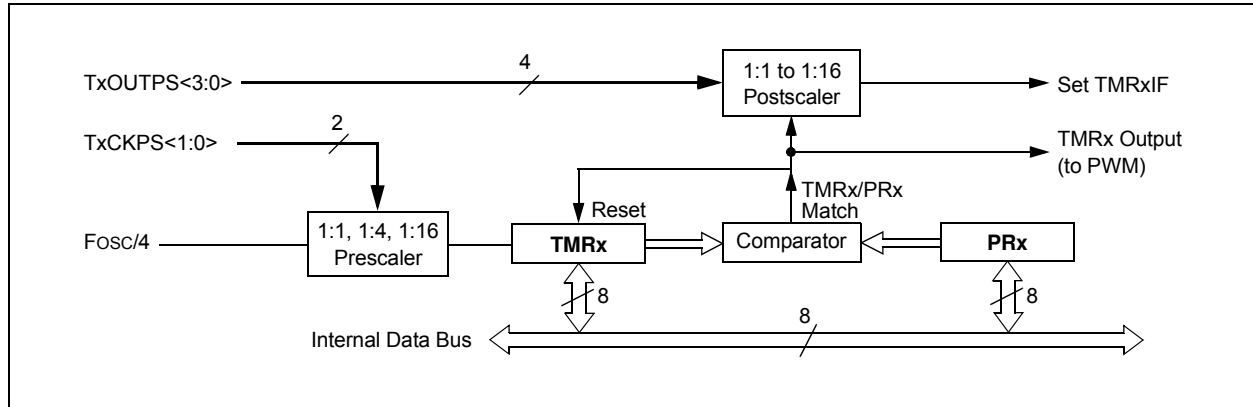 TxOUTPS<3:0>
4
1:1 to 1:16
Postscaler
Set TMRxIF
TxCKPS<1:0>
2
TMRx Output
(to PWM)
TMRx/PRx
Match
Reset
FOSC/4
1:1, 1:4, 1:16
Prescaler
TMRx
Comparator
PRx
8
8
8
Internal Data Bus